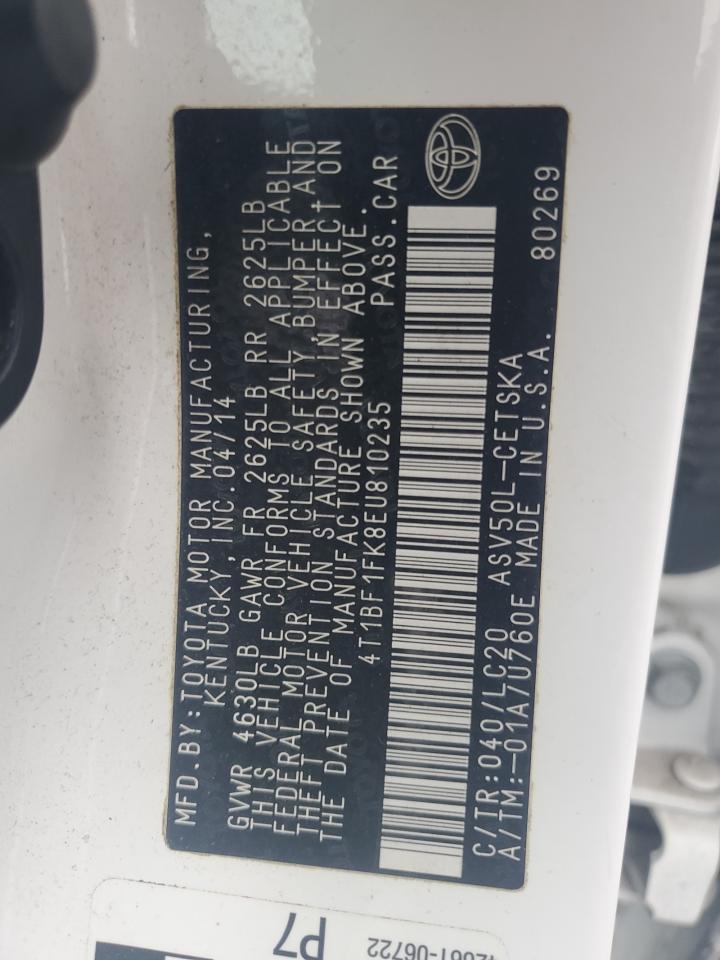 MFD.BY:TOYOTA MOTOR MANUFACTURING,
KENTUCKY, INC.04/14
GVWR 4630LB GAWR FR 2625LB RR 2625LB
THIS VEHICLE CONFORMS TO ALL APPLICABLE
FEDERAL MOTOR VEHICLE SAFETY,BUMPER,AND
THEFT PREVENTION STANDARDS IN EFFECT ON
THE DATE OF MANUFACTURE SHOWN ABOVE.
4T1BF1FK8EU810235 PASS.CAR
C/TR:040/LC20 ASV50L-CETSKA 80269
A/TM:-01A/U760E MADE IN U.S.A.
P7